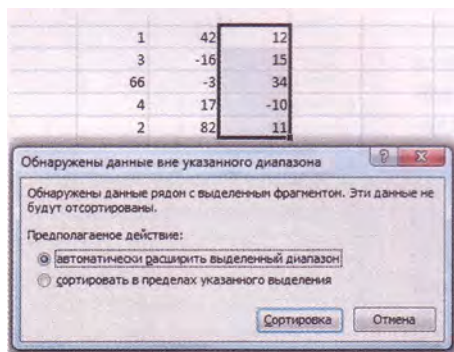 1 42 12
3 -16 15
66 -3 34
4 17 -10
2 82 11
Обнаружены данные вне указанного диапазона
Обнаружены данные рядом с выделенным фрагментом. Эти данные не
будут отсортированы.
Предполагаемое действие:
автоматически расширить выделенный диапазон
сортировать в пределах указанного выделения
Сортировка Отмена